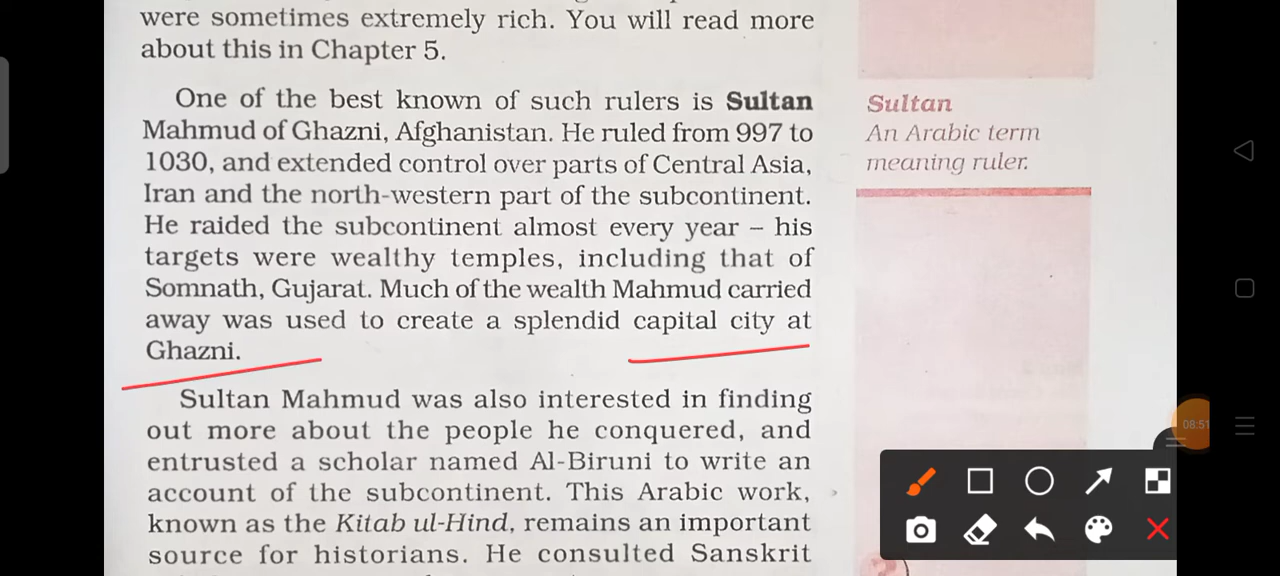 were sometimes extremely rich. You will read more
about this in Chapter 5.
One of the best known of such rulers is Sultan
Mahmud of Ghazni, Afghanistan. He ruled from 997 to
1030, and extended control over parts of Central Asia,
Iran and the north-western part of the subcontinent.
He raided the subcontinent almost every year – his
targets were wealthy temples, including that of
Somnath, Gujarat. Much of the wealth Mahmud carried
away was used to create a splendid capital city at
Ghazni.
Sultan Mahmud was also interested in finding
out more about the people he conquered, and
entrusted a scholar named Al-Biruni to write an
account of the subcontinent. This Arabic work,
known as the Kitab ul-Hind, remains an important
source for historians. He consulted Sanskrit
Sultan
An Arabic term
meaning ruler.
08:51